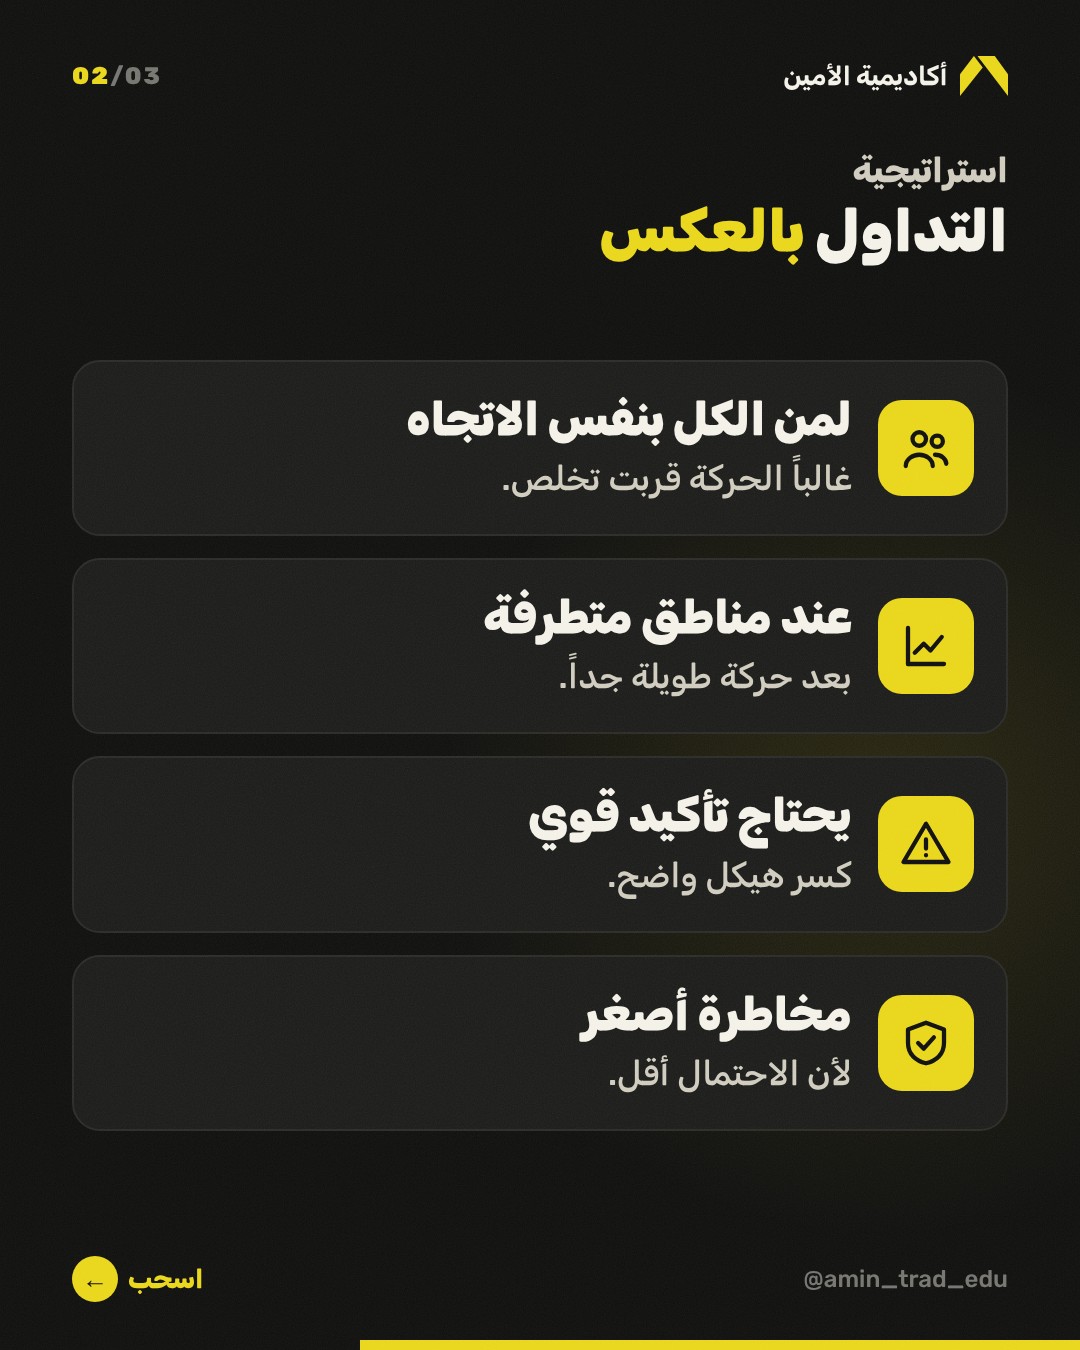 أكاديمية الأمين
02/03
استراتيجية
التداول بالعكس
لمن الكل بنفس الاتجاه
غالباً الحركة قربت تخلص.
عند مناطق متطرفة
بعد حركة طويلة جداً.
يحتاج تأكيد قوي
كسر هيكل واضح.
مخاطرة أصغر
لأن الاحتمال أقل.
@amin_trad_edu
اسحب ←